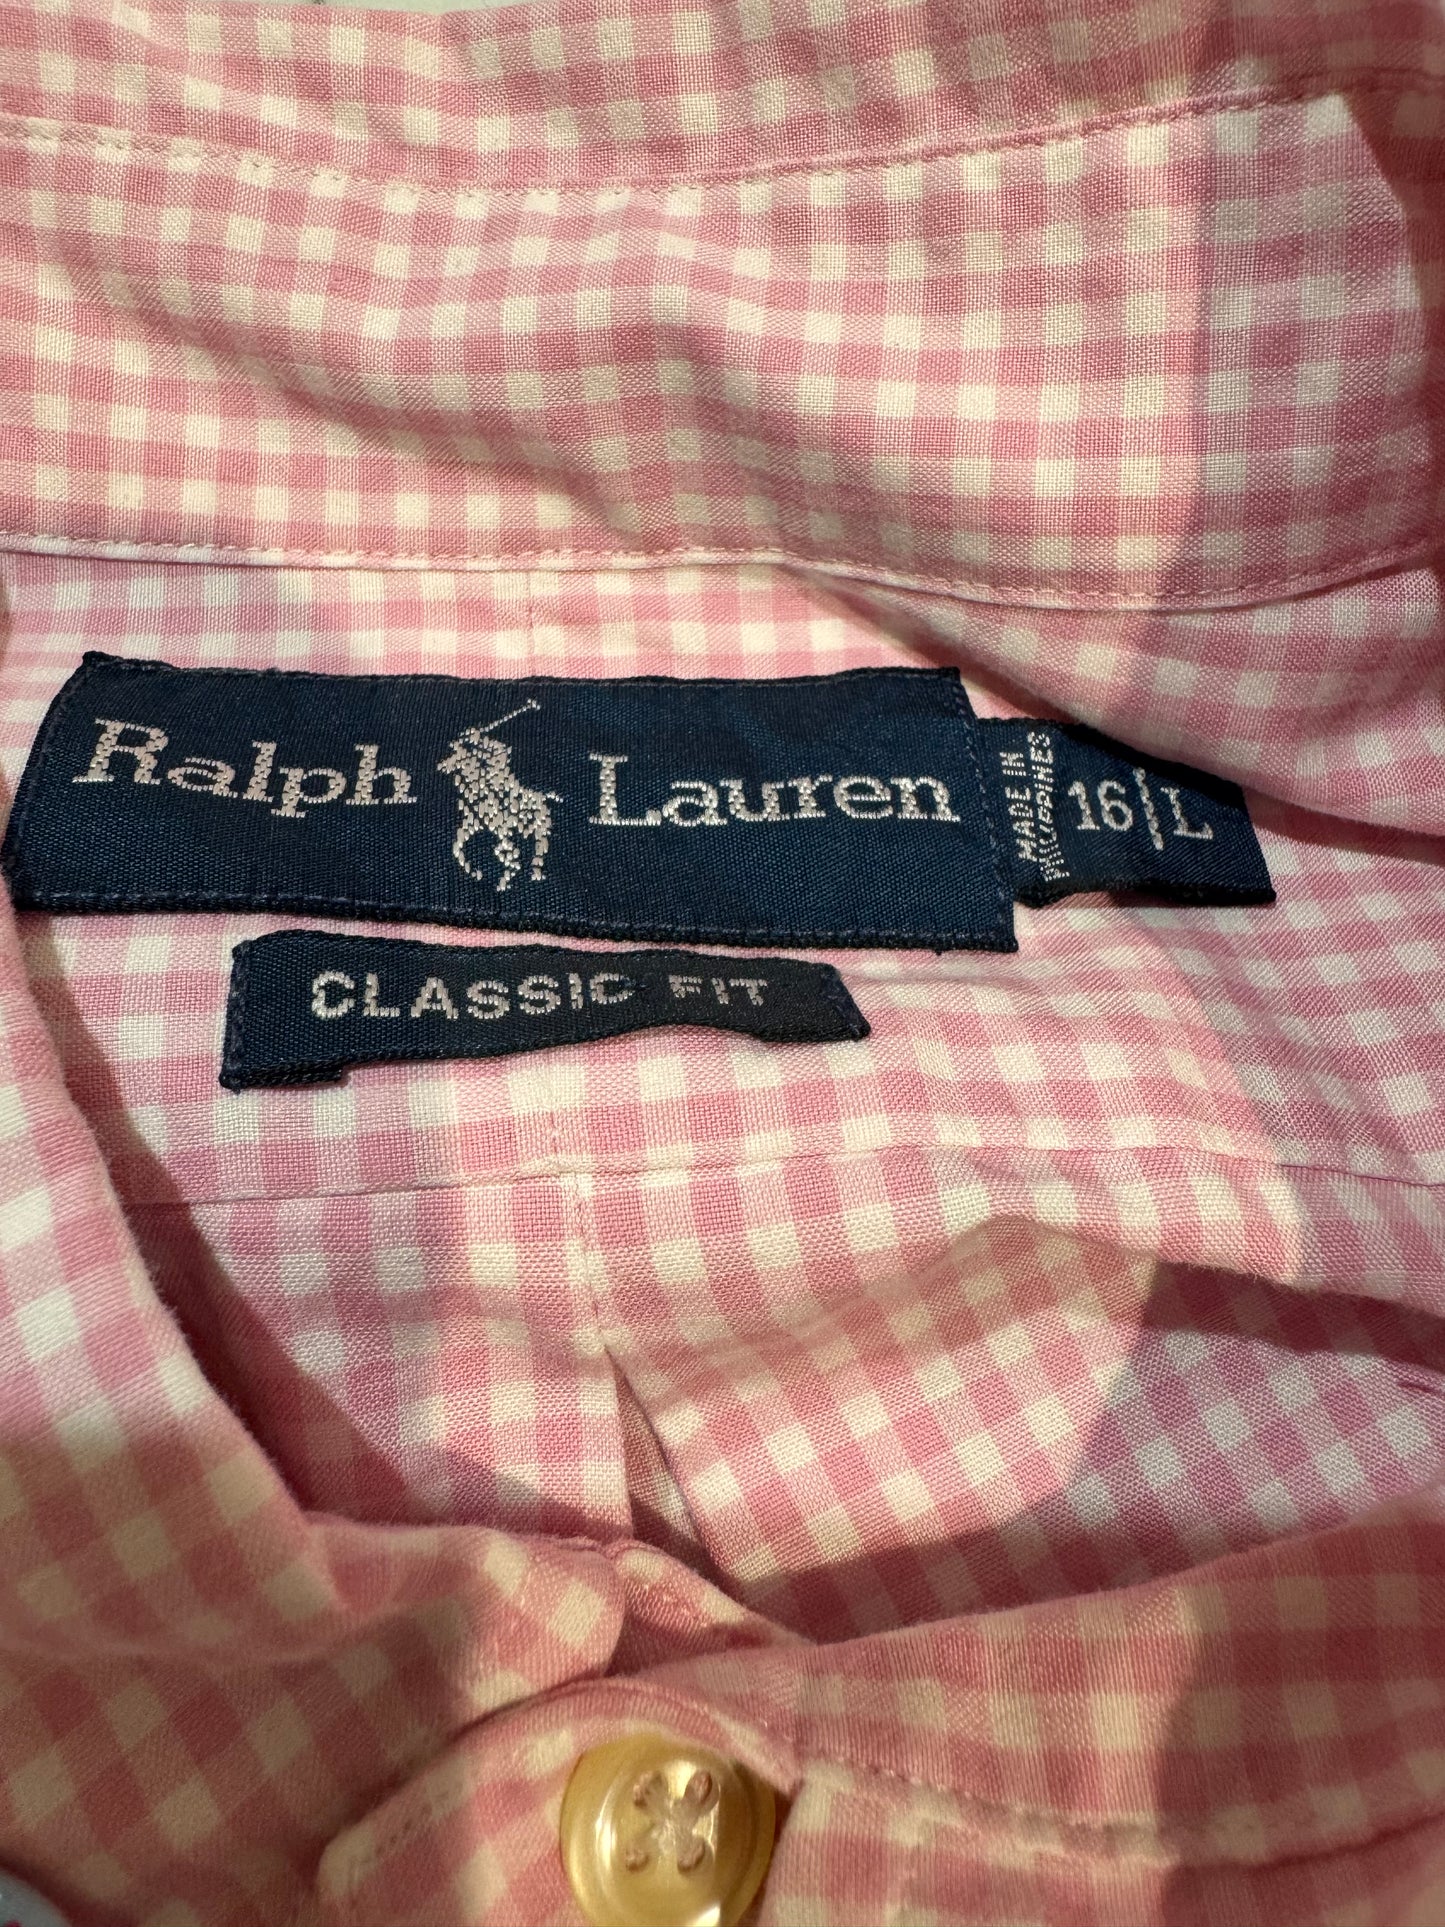 Ralph Lauren
MADE IN
PHILIPPINES
16 L
CLASSIC FIT